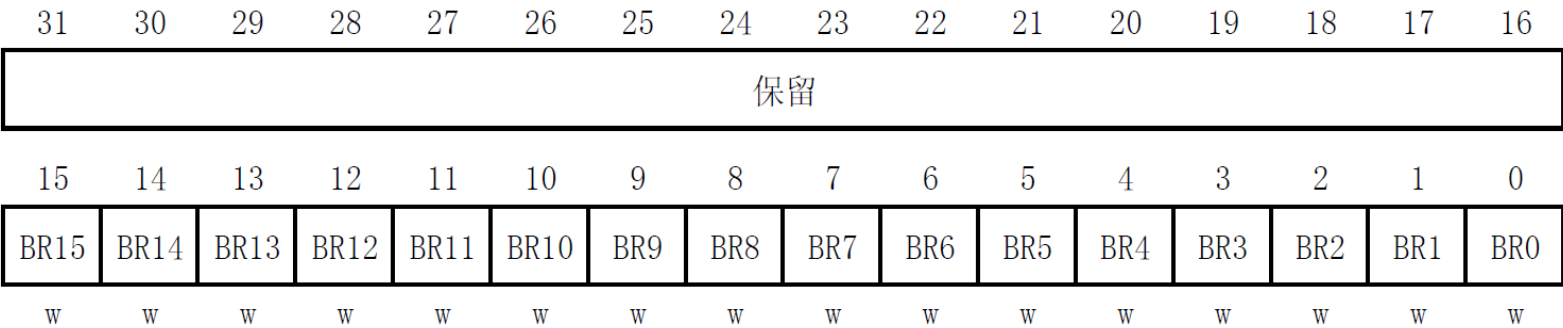 31 30 29 28 27 26 25 24 23 22 21 20 19 18 17 16
保留
15 14 13 12 11 10 9 8 7 6 5 4 3 2 1 0
BR15 BR14 BR13 BR12 BR11 BR10 BR9 BR8 BR7 BR6 BR5 BR4 BR3 BR2 BR1 BR0
w w w w w w w w w w w w w w w w